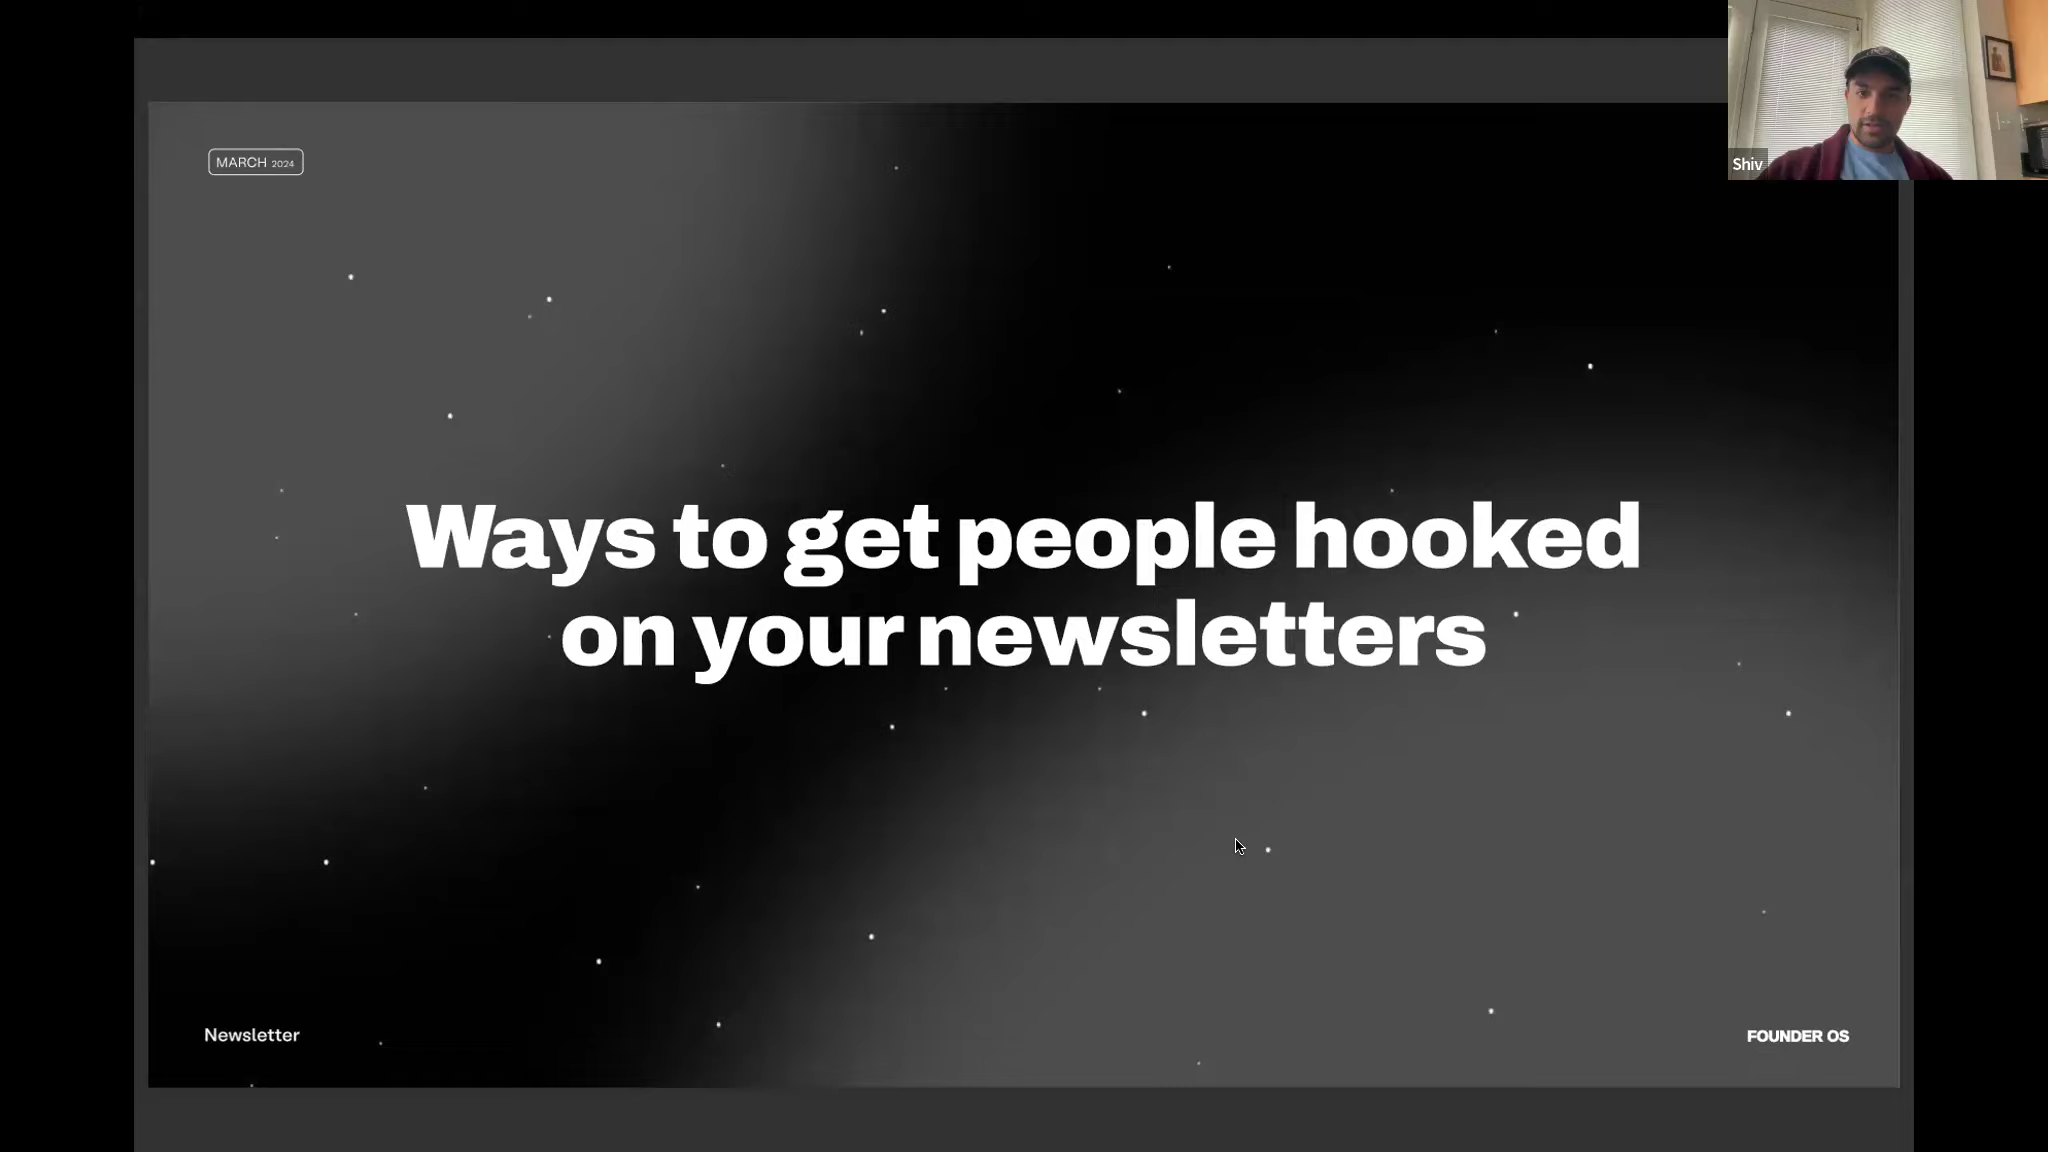 MARCH 2024
Shiv
Ways to get people hooked
on your newsletters
Newsletter
FOUNDER OS